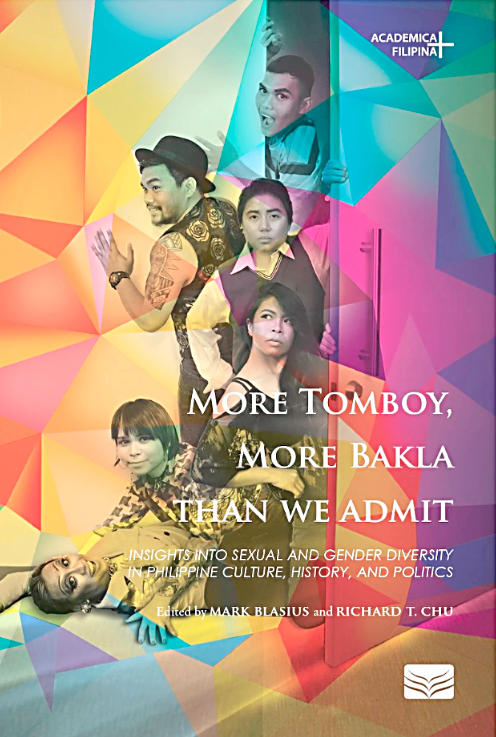 ACADEMICA
FILIPINA
MORE TOMBOY,
MORE BAKLA
THAN WE ADMIT
INSIGHTS INTO SEXUAL AND GENDER DIVERSITY
IN PHILIPPINE CULTURE, HISTORY, AND POLITICS
Edited by MARK BLASIUS and RICHARD T. CHU